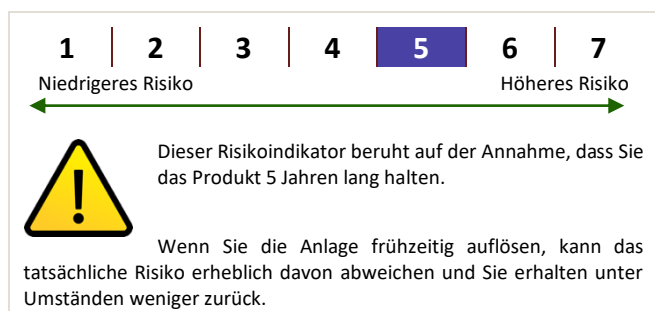 1 2 3 4 5 6 7
Niedrigeres Risiko Höheres Risiko
Dieser Risikoindikator beruht auf der Annahme, dass Sie
das Produkt 5 Jahren lang halten.
Wenn Sie die Anlage frühzeitig auflösen, kann das
tatsächliche Risiko erheblich davon abweichen und Sie erhalten unter
Umständen weniger zurück.